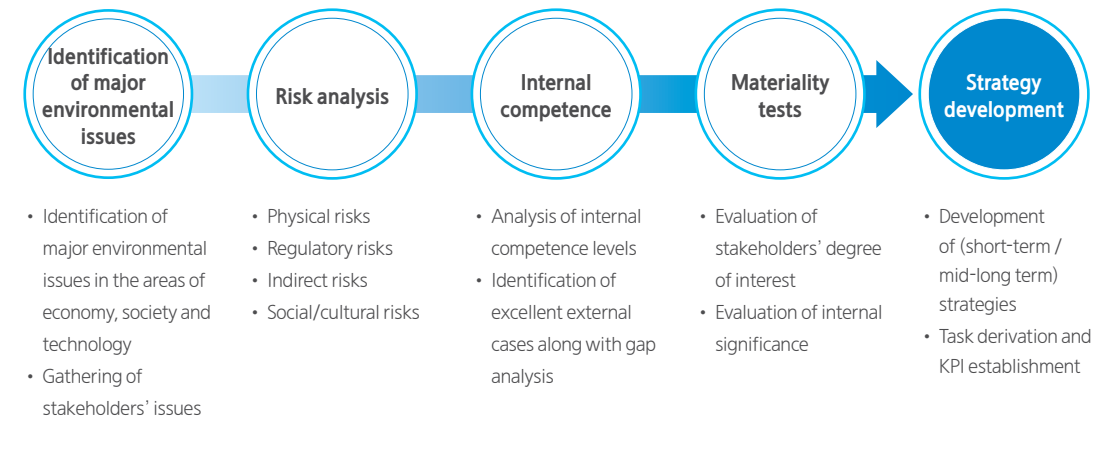 Identification
of major
environmental
issues
Risk analysis
Internal
competence
Materiality
tests
Strategy
development
• Identification of
major environmental
issues in the areas of
economy, society and
technology
• Gathering of
stakeholders’ issues
• Physical risks
• Regulatory risks
• Indirect risks
• Social/cultural risks
• Analysis of internal
competence levels
• Identification of
excellent external
cases along with gap
analysis
• Evaluation of
stakeholders’ degree
of interest
• Evaluation of internal
significance
• Development
of (short-term /
mid-long term)
strategies
• Task derivation and
KPI establishment